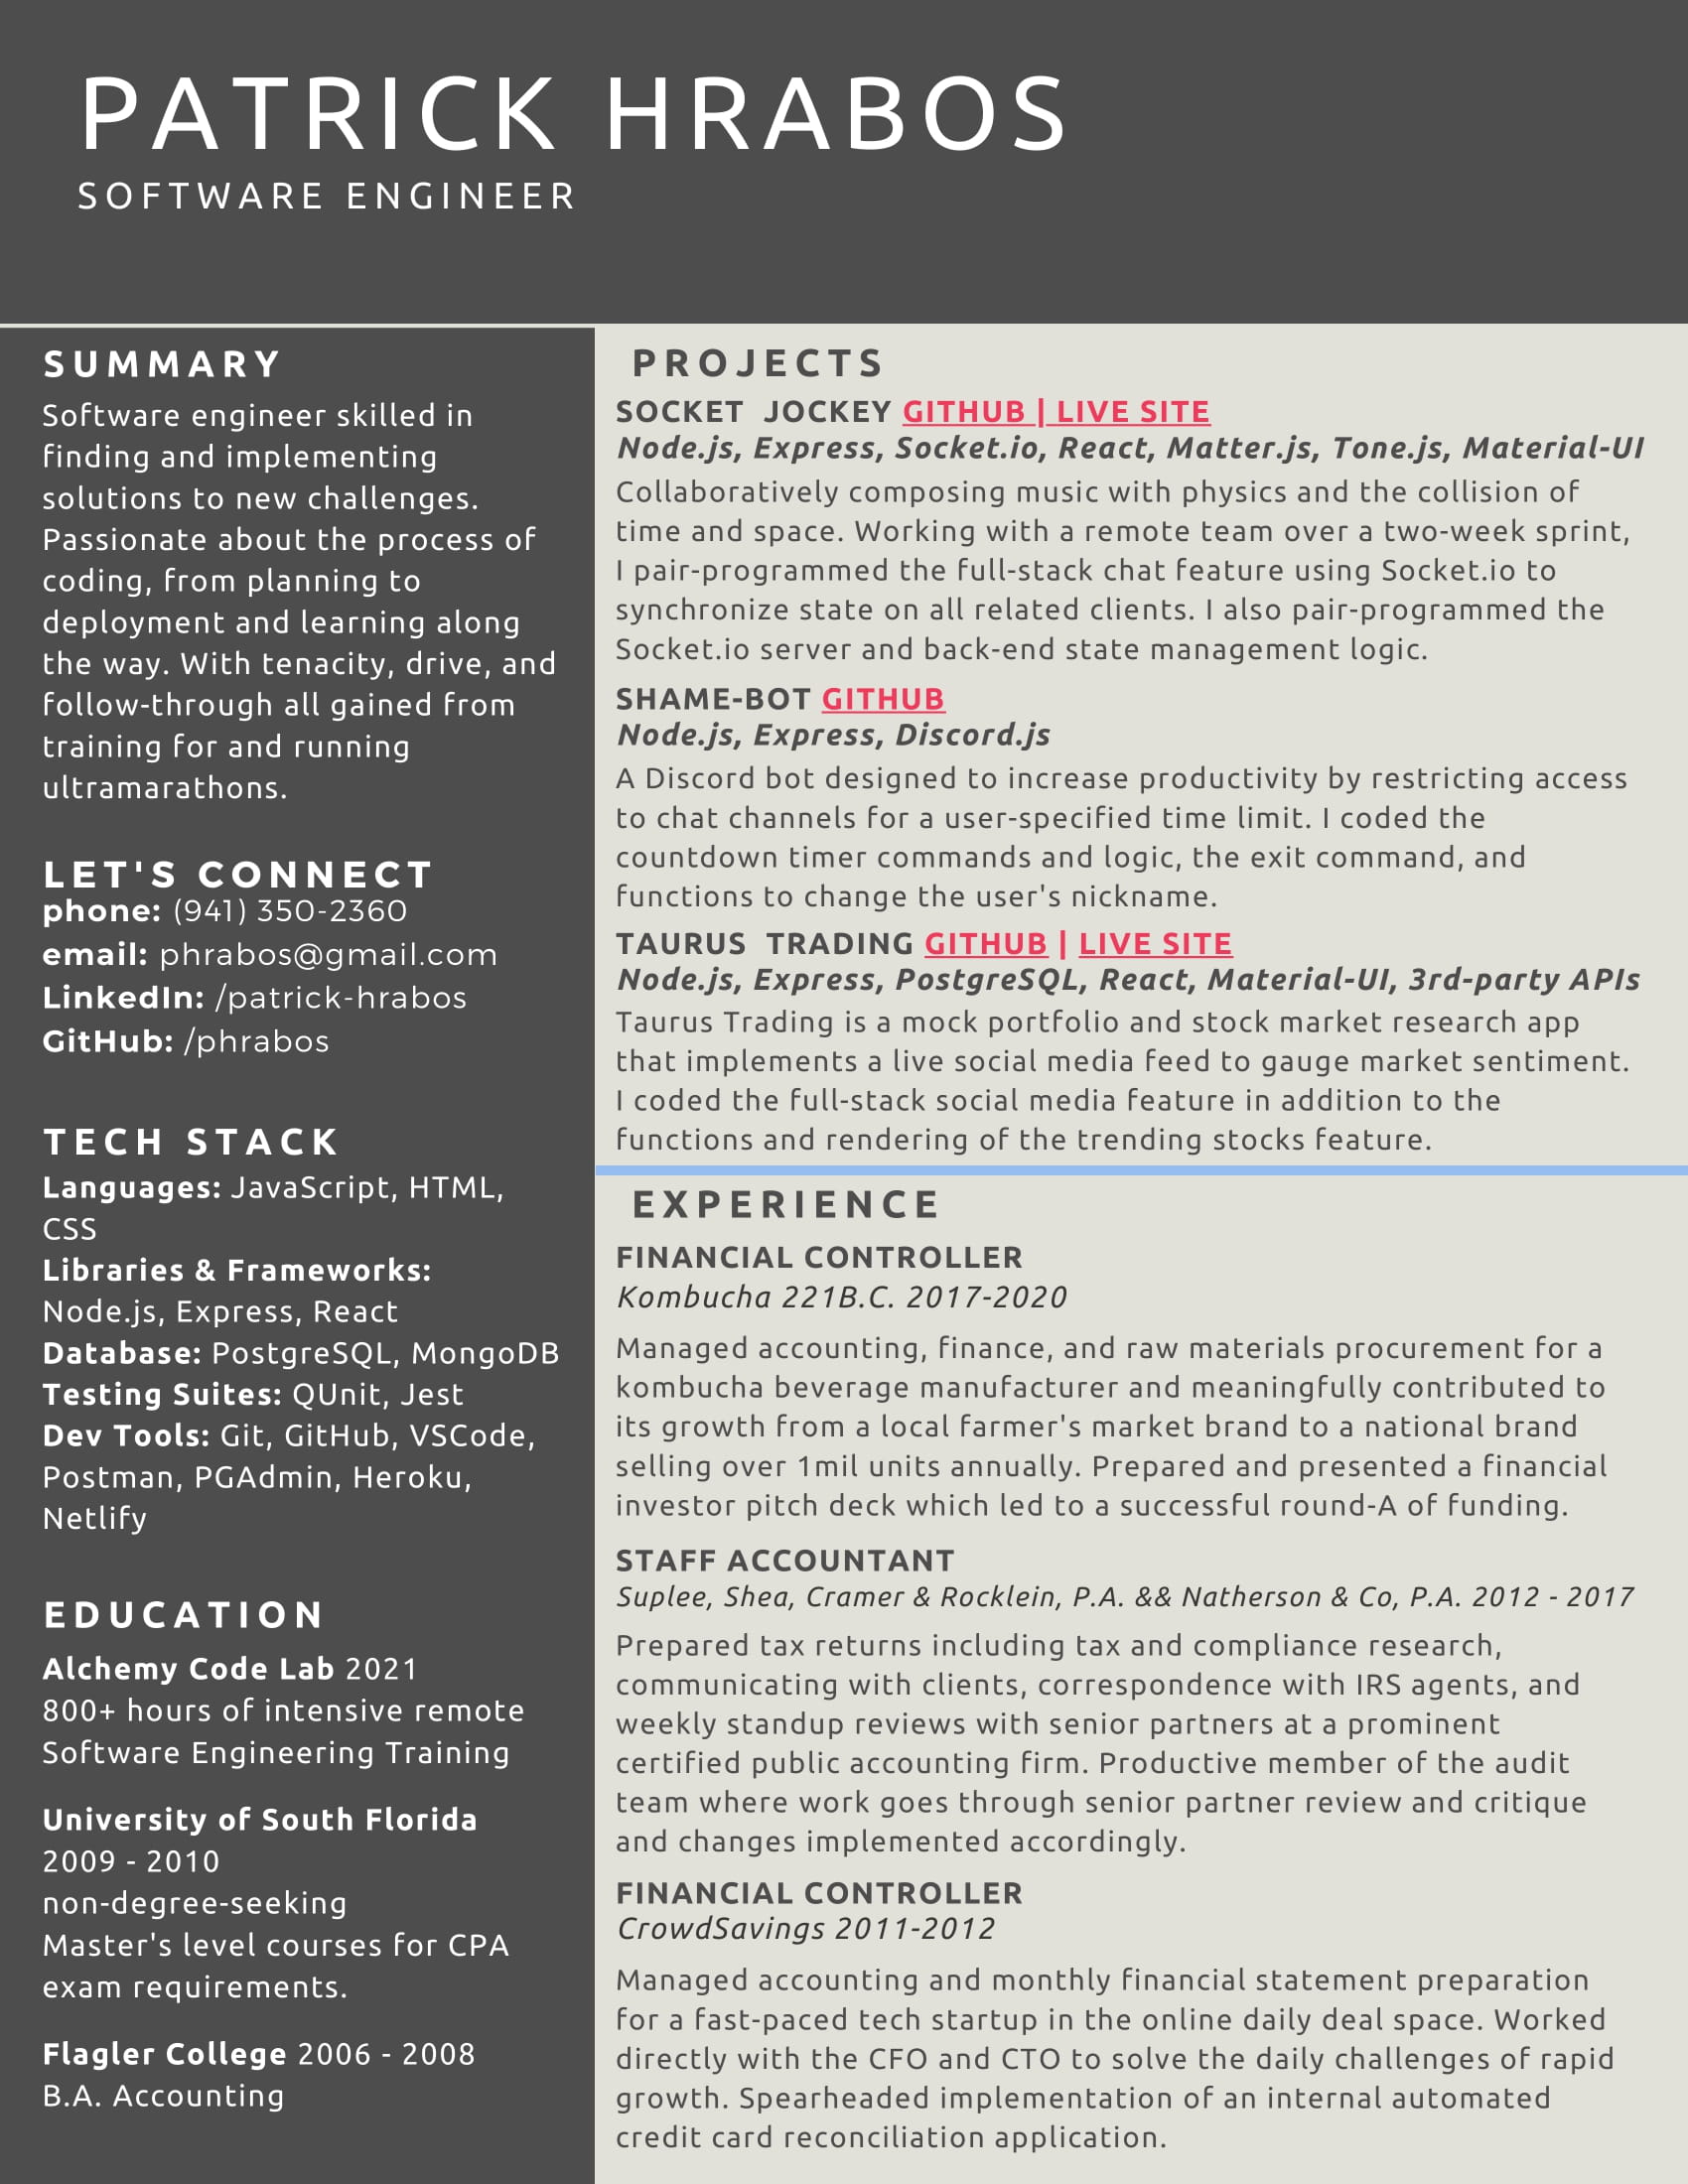 PATRICK HRABOS
SOFTWARE ENGINEER
SUMMARY
Software engineer skilled in
finding and implementing
solutions to new challenges.
Passionate about the process of
coding, from planning to
deployment and learning along
the way. With tenacity, drive, and
follow-through all gained from
training for and running
ultramarathons.
LET'S CONNECT
phone: (941) 350-2360
email: phrabos@gmail.com
LinkedIn: /patrick-hrabos
GitHub: /phrabos
TECH STACK
Languages: JavaScript, HTML,
CSS
Libraries & Frameworks:
Node.js, Express, React
Database: PostgreSQL, MongoDB
Testing Suites: QUnit, Jest
Dev Tools: Git, GitHub, VSCode,
Postman, PGAdmin, Heroku,
Netlify
EDUCATION
Alchemy Code Lab 2021
800+ hours of intensive remote
Software Engineering Training
University of South Florida
2009 - 2010
non-degree-seeking
Master's level courses for CPA
exam requirements.
Flagler College 2006 - 2008
B.A. Accounting
PROJECTS
SOCKET JOCKEY GITHUB | LIVE SITE
Node.js, Express, Socket.io, React, Matter.js, Tone.js, Material-UI
Collaboratively composing music with physics and the collision of
time and space. Working with a remote team over a two-week sprint,
I pair-programmed the full-stack chat feature using Socket.io to
synchronize state on all related clients. I also pair-programmed the
Socket.io server and back-end state management logic.
SHAME-BOT GITHUB
Node.js, Express, Discord.js
A Discord bot designed to increase productivity by restricting access
to chat channels for a user-specified time limit. I coded the
countdown timer commands and logic, the exit command, and
functions to change the user's nickname.
TAURUS TRADING GITHUB | LIVE SITE
Node.js, Express, PostgreSQL, React, Material-UI, 3rd-party APIs
Taurus Trading is a mock portfolio and stock market research app
that implements a live social media feed to gauge market sentiment.
I coded the full-stack social media feature in addition to the
functions and rendering of the trending stocks feature.
EXPERIENCE
FINANCIAL CONTROLLER
Kombucha 221B.C. 2017-2020
Managed accounting, finance, and raw materials procurement for a
kombucha beverage manufacturer and meaningfully contributed to
its growth from a local farmer's market brand to a national brand
selling over 1mil units annually. Prepared and presented a financial
investor pitch deck which led to a successful round-A of funding.
STAFF ACCOUNTANT
Suplee, Shea, Cramer & Rocklein, P.A. && Natherson & Co, P.A. 2012 - 2017
Prepared tax returns including tax and compliance research,
communicating with clients, correspondence with IRS agents, and
weekly standup reviews with senior partners at a prominent
certified public accounting firm. Productive member of the audit
team where work goes through senior partner review and critique
and changes implemented accordingly.
FINANCIAL CONTROLLER
CrowdSavings 2011-2012
Managed accounting and monthly financial statement preparation
for a fast-paced tech startup in the online daily deal space. Worked
directly with the CFO and CTO to solve the daily challenges of rapid
growth. Spearheaded implementation of an internal automated
credit card reconciliation application.